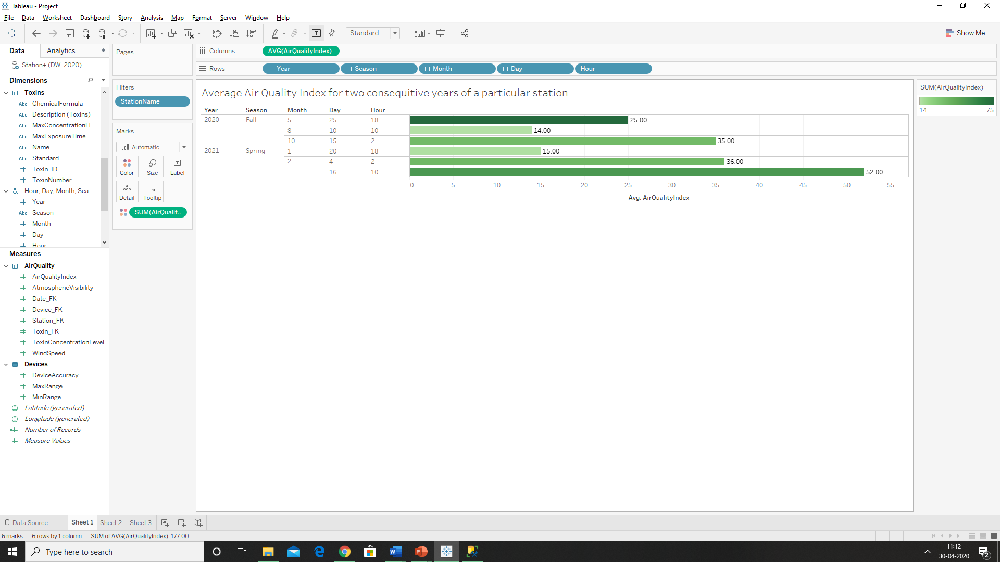 Tableau - Project
File Data Worksheet Dashboard Story Analysis Map Format Server Window Help
Standard
Show Me
Data Analytics
Station+ (DW_2020)
Dimensions
Toxins
Abc ChemicalFormula
Abc Description (Toxins)
Abc MaxConcentrationLi...
Abc MaxExposureTime
Abc Name
Abc Standard
# Toxin_ID
# ToxinNumber
Hour, Day, Month, Sea...
# Year
Abc Season
# Month
# Day
# Hour
Measures
AirQuality
# AirQualityIndex
# AtmosphericVisibility
# Date_FK
# Device_FK
# Station_FK
# Toxin_FK
# ToxinConcentrationLevel
# WindSpeed
Devices
# DeviceAccuracy
# MaxRange
# MinRange
Latitude (generated)
Longitude (generated)
=# Number of Records
# Measure Values
Pages
Filters
StationName
Marks
Automatic
Color Size Label
Detail Tooltip
SUM(AirQualit..
Columns AVG(AirQualityIndex)
Rows Year Season Month Day Hour
Average Air Quality Index for two consequitive years of a particular station
Year Season Month Day Hour
2020 Fall 5 25 18 25.00
8 10 10 14.00
10 15 2 35.00
2021 Spring 1 20 18 15.00
2 4 2 36.00
16 10 52.00
0 5 10 15 20 25 30 35 40 45 50 55
Avg. AirQualityIndex
SUM(AirQualityIndex)
14 75
Data Source Sheet 1 Sheet 2 Sheet 3
6 marks 6 rows by 1 column SUM of AVG(AirQualityIndex): 177.00
Type here to search
11:12
30-04-2020
2